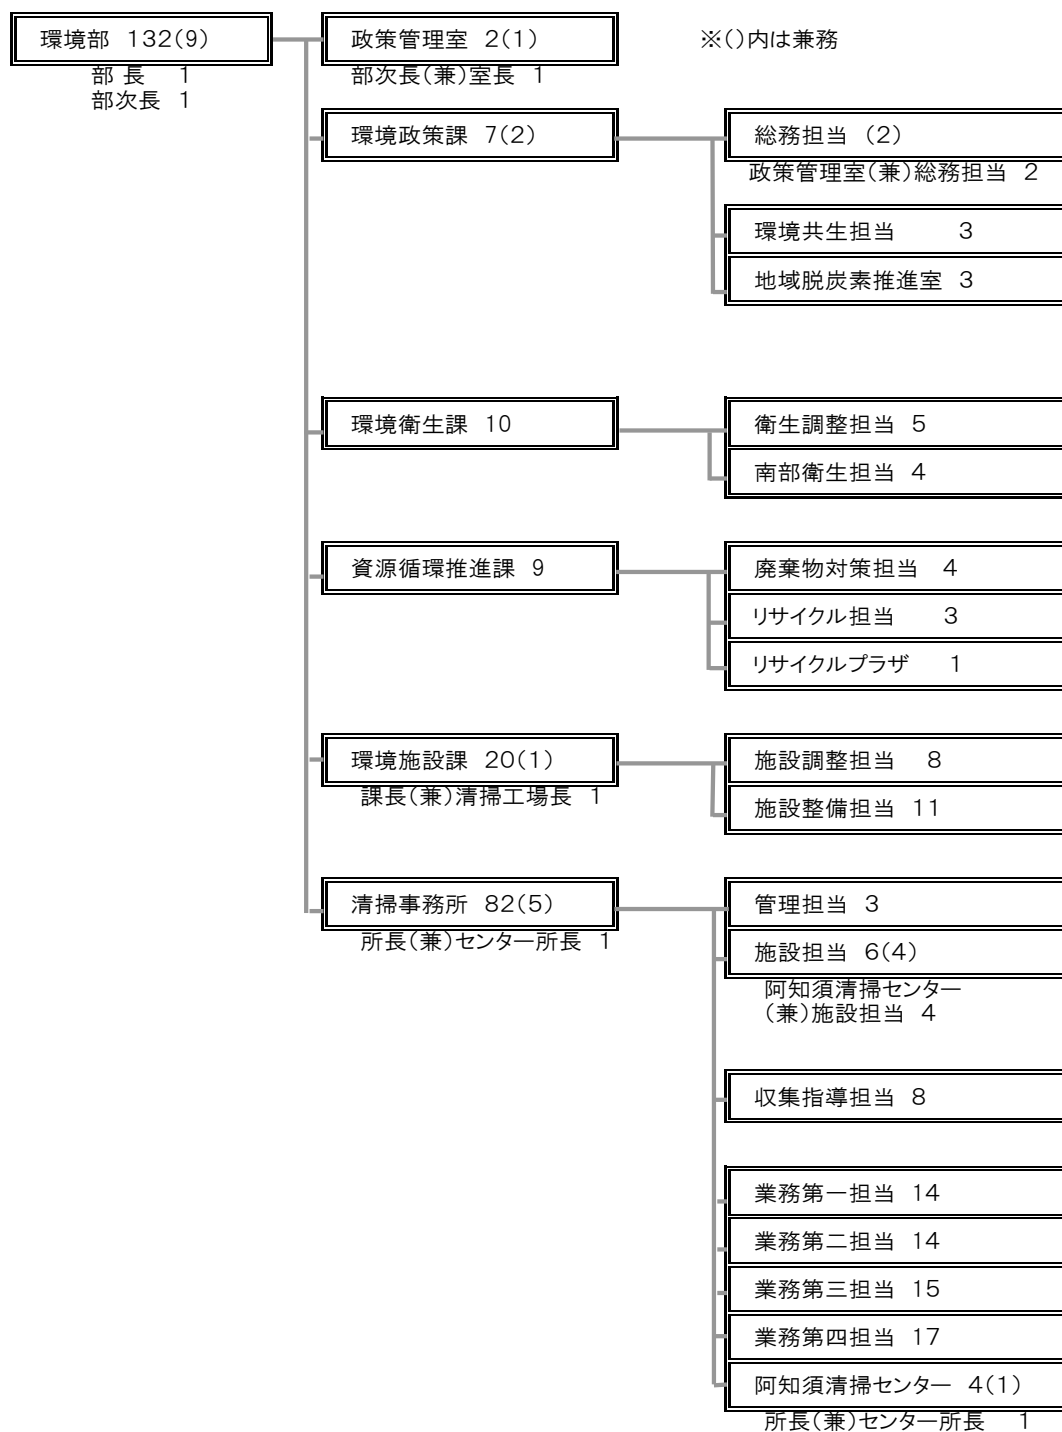 環境部 132(9)
部 長 1
部次長 1
政策管理室 2(1)
部次長(兼)室長 1
※()内は兼務
環境政策課 7(2)
総務担当 (2)
政策管理室(兼)総務担当 2
環境共生担当 3
地域脱炭素推進室 3
環境衛生課 10
衛生調整担当 5
南部衛生担当 4
資源循環推進課 9
廃棄物対策担当 4
リサイクル担当 3
リサイクルプラザ 1
環境施設課 20(1)
課長(兼)清掃工場長 1
施設調整担当 8
施設整備担当 11
清掃事務所 82(5)
所長(兼)センター所長 1
管理担当 3
施設担当 6(4)
阿知須清掃センター
(兼)施設担当 4
収集指導担当 8
業務第一担当 14
業務第二担当 14
業務第三担当 15
業務第四担当 17
阿知須清掃センター 4(1)
所長(兼)センター所長 1